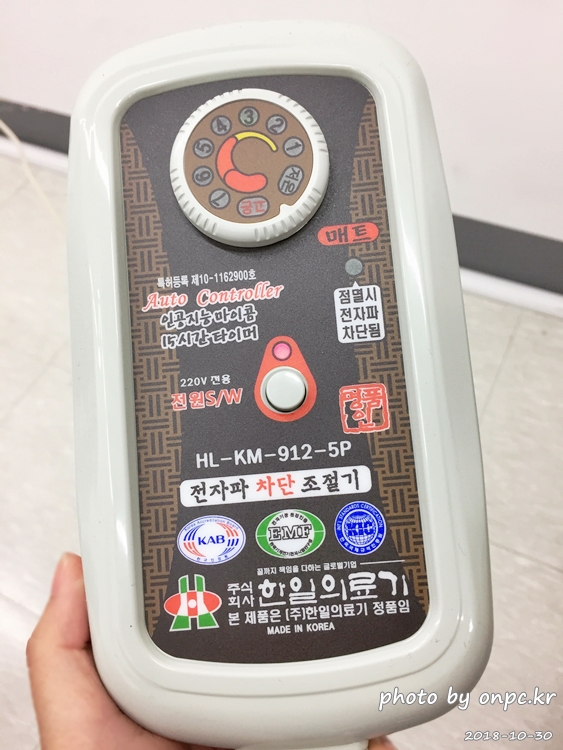 1
2
3
4
5
6
7
매트
특허등록 제10-1162900호
Auto Controller
인공지능 마이콤
15시간 타이머
점멸시
전자파
차단됨
220V 전용
전원S/W
명품
HL-KM-912-5P
전자파 차단 조절기
KAB
EMF
끝까지 책임을 다하는 글로벌기업
주식
회사
한일의료기
본 제품은 [주]한일의료기 정품임
MADE IN KOREA
photo by onpc.kr
2018-10-30